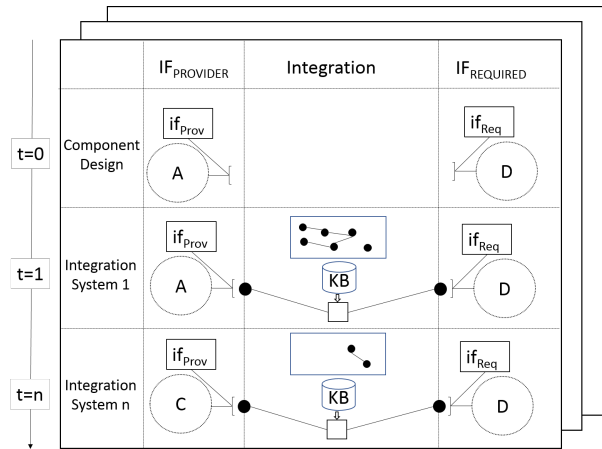 IF_PROVIDER Integration IF_REQUIRED
t=0
Component
Design
if_Prov
A
if_Req
D
t=1
Integration
System 1
if_Prov
A
KB
if_Req
D
t=n
Integration
System n
if_Prov
C
KB
if_Req
D